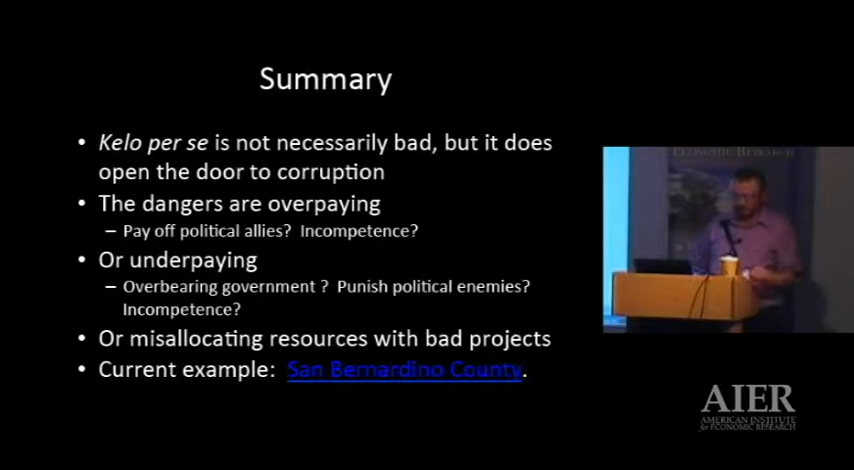 Summary
• Kelo per se is not necessarily bad, but it does
open the door to corruption
• The dangers are overpaying
– Pay off political allies? Incompetence?
• Or underpaying
– Overbearing government ? Punish political enemies?
Incompetence?
• Or misallocating resources with bad projects
• Current example: San Bernardino County.
ECONOMIC RESEARCH
AIER
AMERICAN INSTITUTE
for ECONOMIC RESEARCH